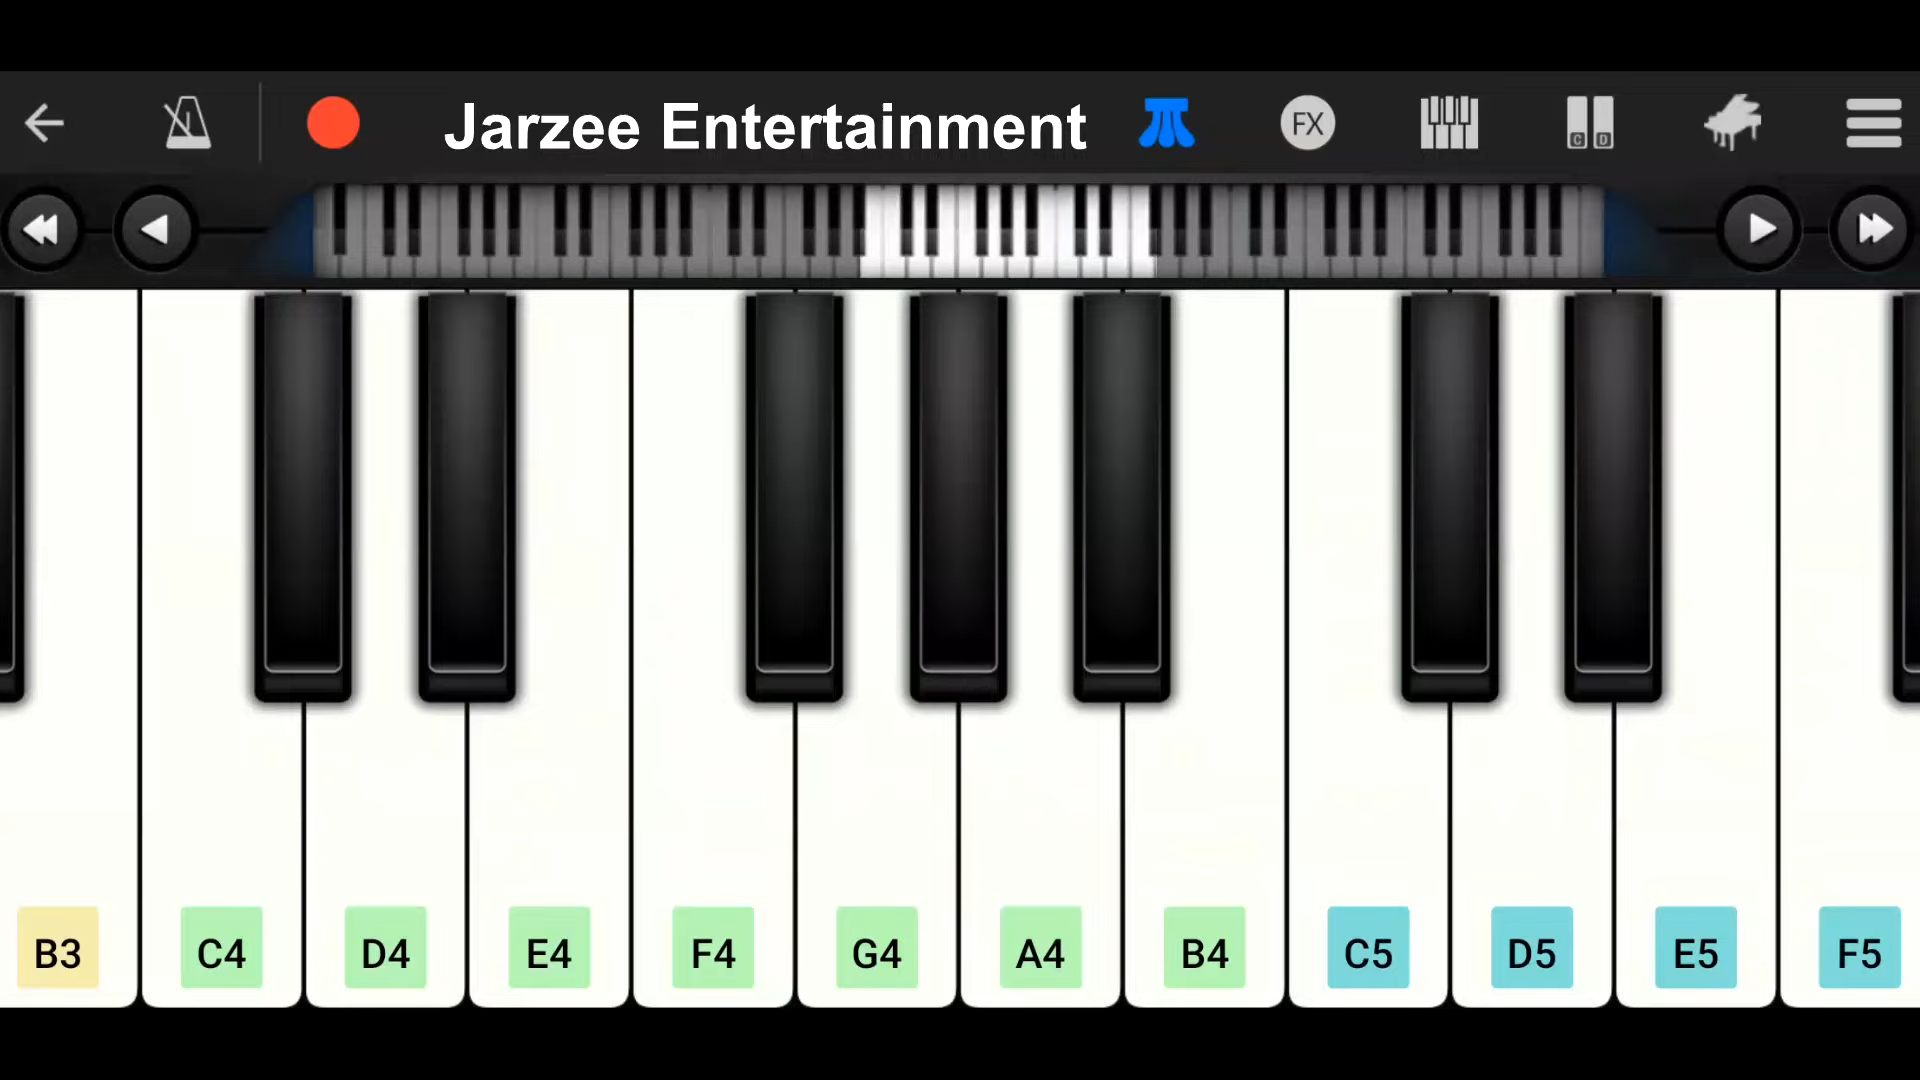 Jarzee Entertainment
FX
C D
B3 C4 D4 E4 F4 G4 A4 B4 C5 D5 E5 F5